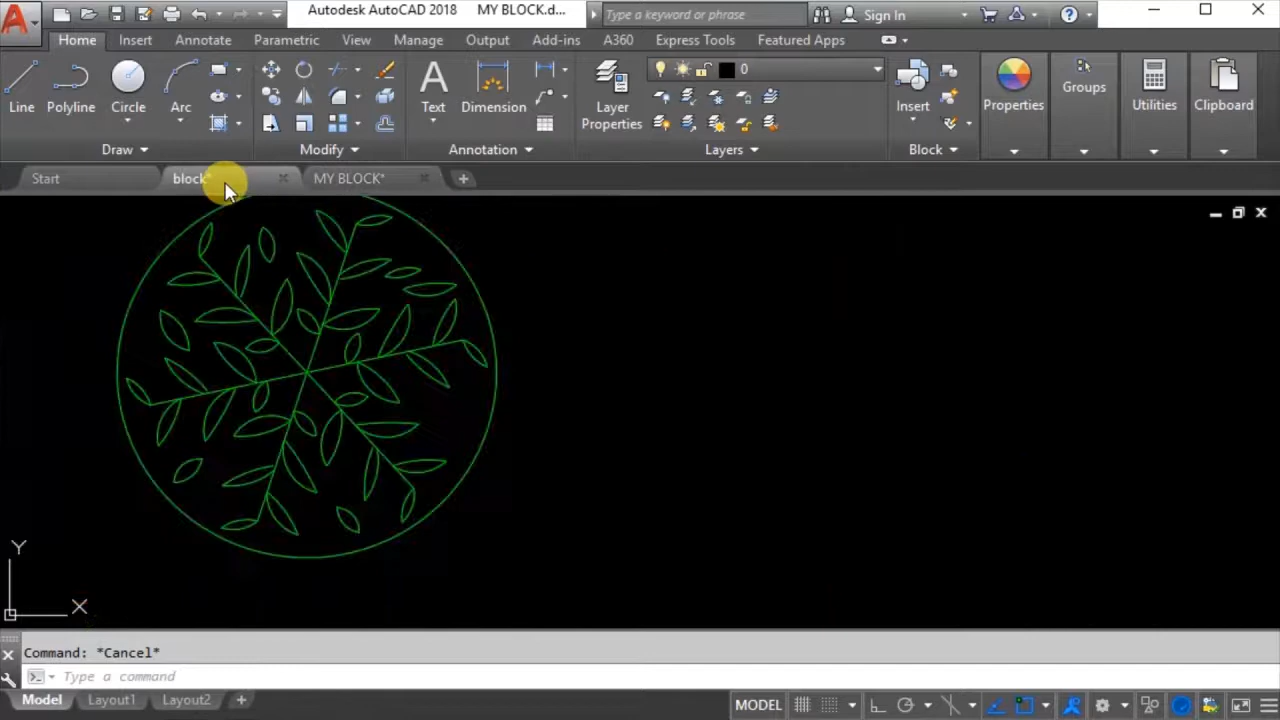 Autodesk AutoCAD 2018 MY BLOCK.d...
Type a keyword or phrase
Sign In
Home Insert Annotate Parametric View Manage Output Add-ins A360 Express Tools Featured Apps
0
Line Polyline Circle Arc
Text Dimension
Layer
Properties
Insert
Properties
Groups
Utilities
Clipboard
Draw Modify Annotation Layers Block
Start block* MY BLOCK*
Y
X
Command: *Cancel*
Type a command
Model Layout1 Layout2
MODEL